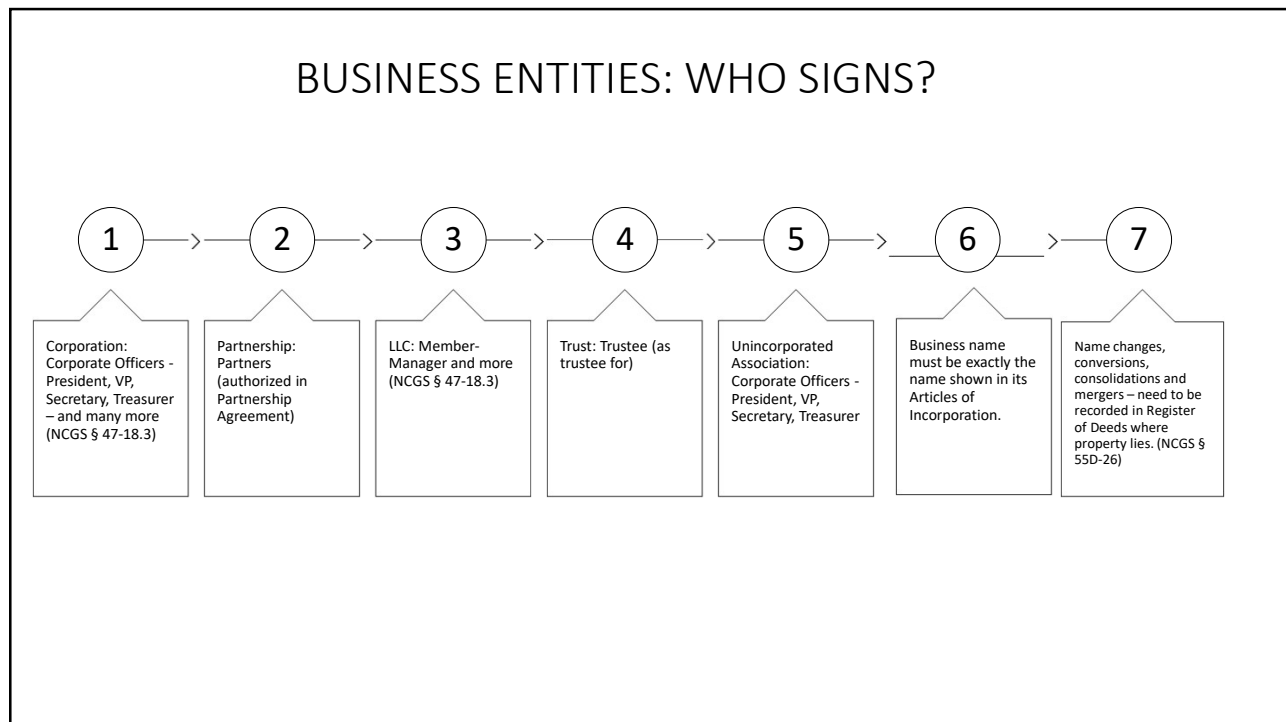 BUSINESS ENTITIES: WHO SIGNS?
1
2
3
4
5
6
7
Corporation:
Corporate Officers -
President, VP,
Secretary, Treasurer
– and many more
(NCGS § 47-18.3)
Partnership:
Partners
(authorized in
Partnership
Agreement)
LLC: Member-
Manager and more
(NCGS § 47-18.3)
Trust: Trustee (as
trustee for)
Unincorporated
Association:
Corporate Officers -
President, VP,
Secretary, Treasurer
Business name
must be exactly the
name shown in its
Articles of
Incorporation.
Name changes,
conversions,
consolidations and
mergers – need to be
recorded in Register
of Deeds where
property lies. (NCGS §
55D-26)